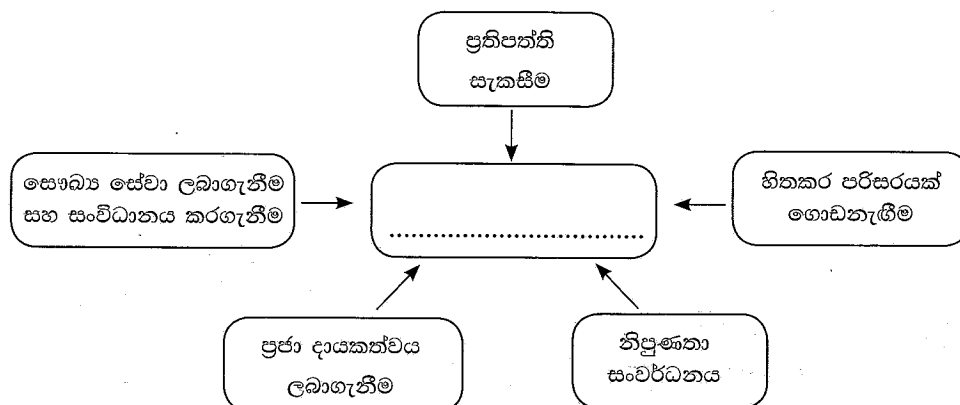 ප්‍රතිපත්ති
සැකසීම
සෞඛ්‍ය සේවා ලබාගැනීම
සහ සංවිධානය කරගැනීම
හිතකර පරිසරයක්
ගොඩනැඟීම
.................................
ප්‍රජා දායකත්වය
ලබාගැනීම
නිපුණතා
සංවර්ධනය